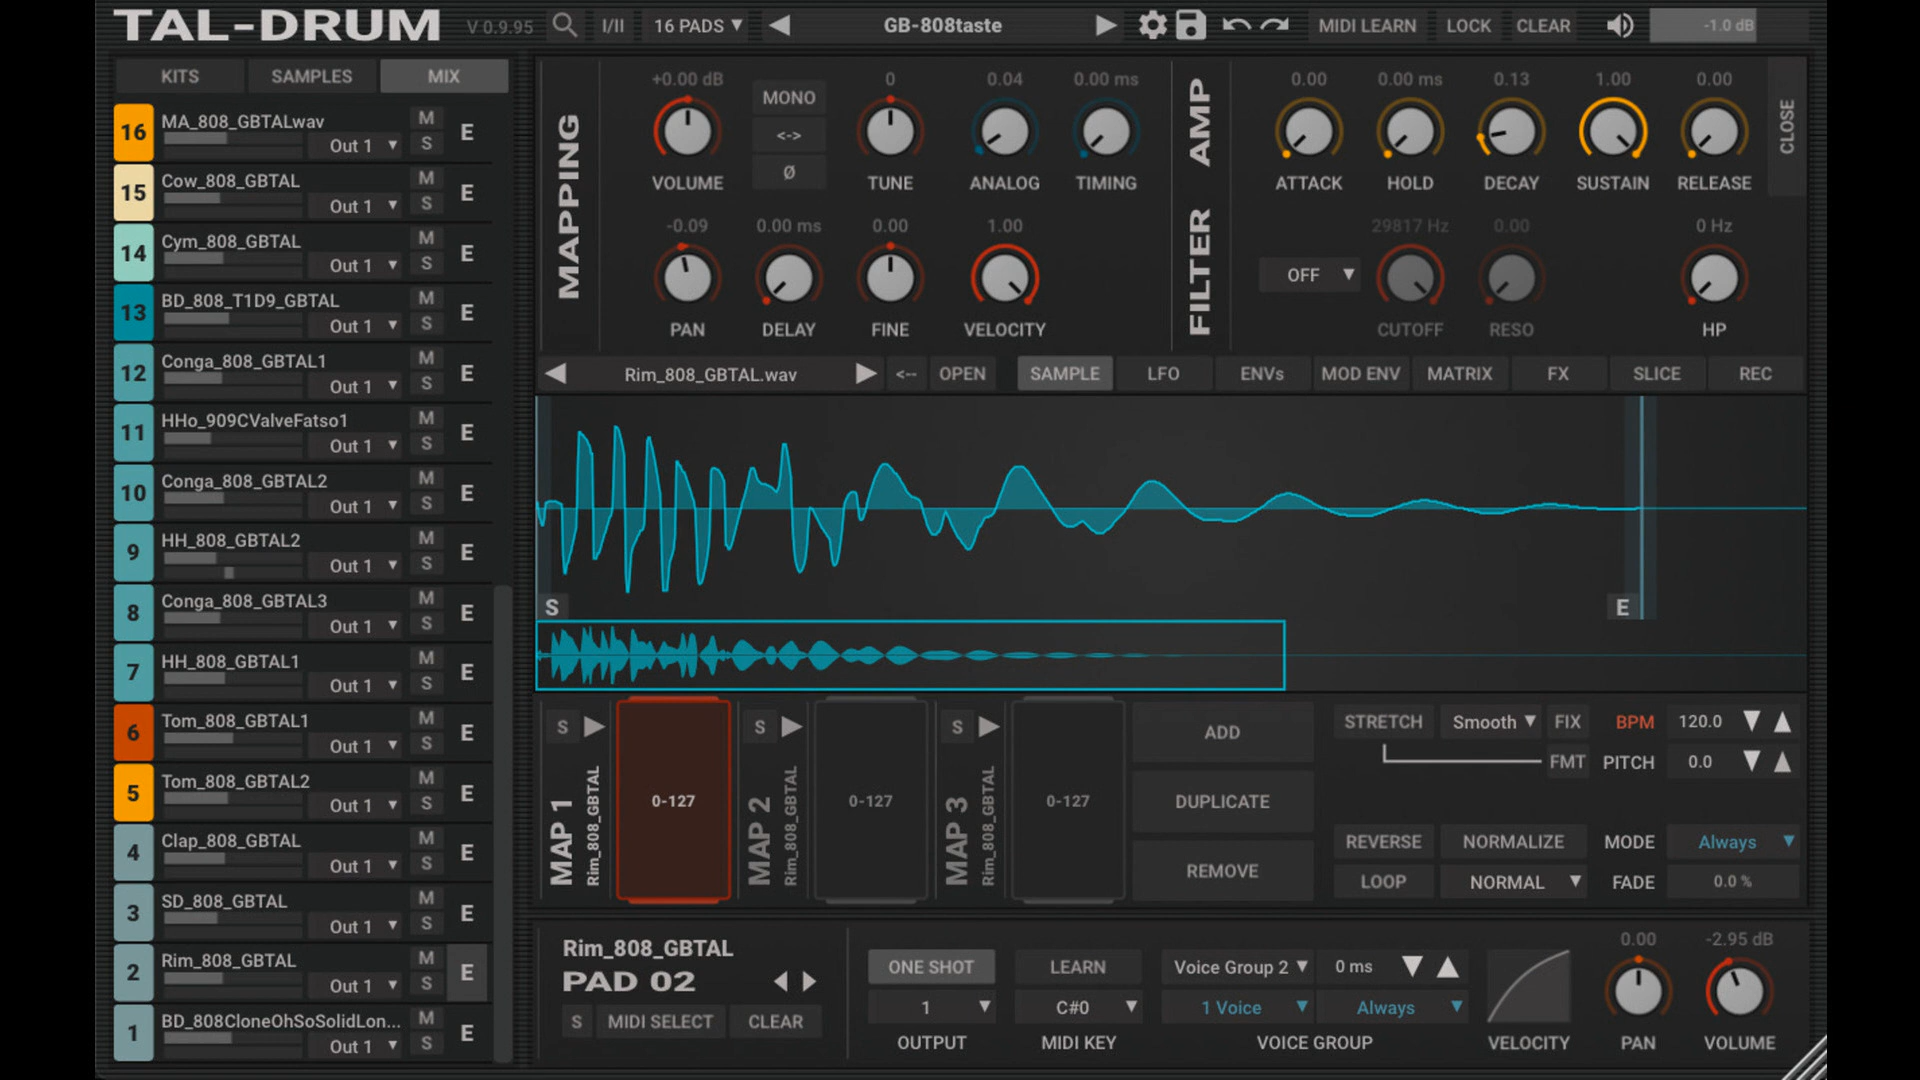 TAL-DRUM V 0.9.95 I/II 16 PADS GB-808taste MIDI LEARN LOCK CLEAR -1.0 dB
KITS SAMPLES MIX
16 MA_808_GBTALwav M S E Out 1
15 Cow_808_GBTAL M S E Out 1
14 Cym_808_GBTAL M S E Out 1
13 BD_808_T1D9_GBTAL M S E Out 1
12 Conga_808_GBTAL1 M S E Out 1
11 HHo_909CValveFatso1 M S E Out 1
10 Conga_808_GBTAL2 M S E Out 1
9 HH_808_GBTAL2 M S E Out 1
8 Conga_808_GBTAL3 M S E Out 1
7 HH_808_GBTAL1 M S E Out 1
6 Tom_808_GBTAL1 M S E Out 1
5 Tom_808_GBTAL2 M S E Out 1
4 Clap_808_GBTAL M S E Out 1
3 SD_808_GBTAL M S E Out 1
2 Rim_808_GBTAL M S E Out 1
1 BD_808CloneOhSoSolidLon... M S E Out 1
MAPPING
+0.00 dB MONO 0 0.04 0.00 ms
<->
Ø
VOLUME TUNE ANALOG TIMING
-0.09 0.00 ms 0.00 1.00
PAN DELAY FINE VELOCITY
AMP
0.00 0.00 ms 0.13 1.00 0.00
ATTACK HOLD DECAY SUSTAIN RELEASE
CLOSE
FILTER
29817 Hz 0.00 0 Hz
OFF
CUTOFF RESO HP
Rim_808_GBTAL.wav <-- OPEN SAMPLE LFO ENVs MOD ENV MATRIX FX SLICE REC
S E
S MAP 1 Rim_808_GBTAL 0-127
S MAP 2 Rim_808_GBTAL 0-127
S MAP 3 Rim_808_GBTAL 0-127
ADD
DUPLICATE
REMOVE
STRETCH Smooth FIX BPM 120.0
FMT PITCH 0.0
REVERSE NORMALIZE MODE Always
LOOP NORMAL FADE 0.0 %
Rim_808_GBTAL
PAD 02
S MIDI SELECT CLEAR
ONE SHOT LEARN Voice Group 2 0 ms
1 C#0 1 Voice Always
OUTPUT MIDI KEY VOICE GROUP
0.00 -2.95 dB
VELOCITY PAN VOLUME